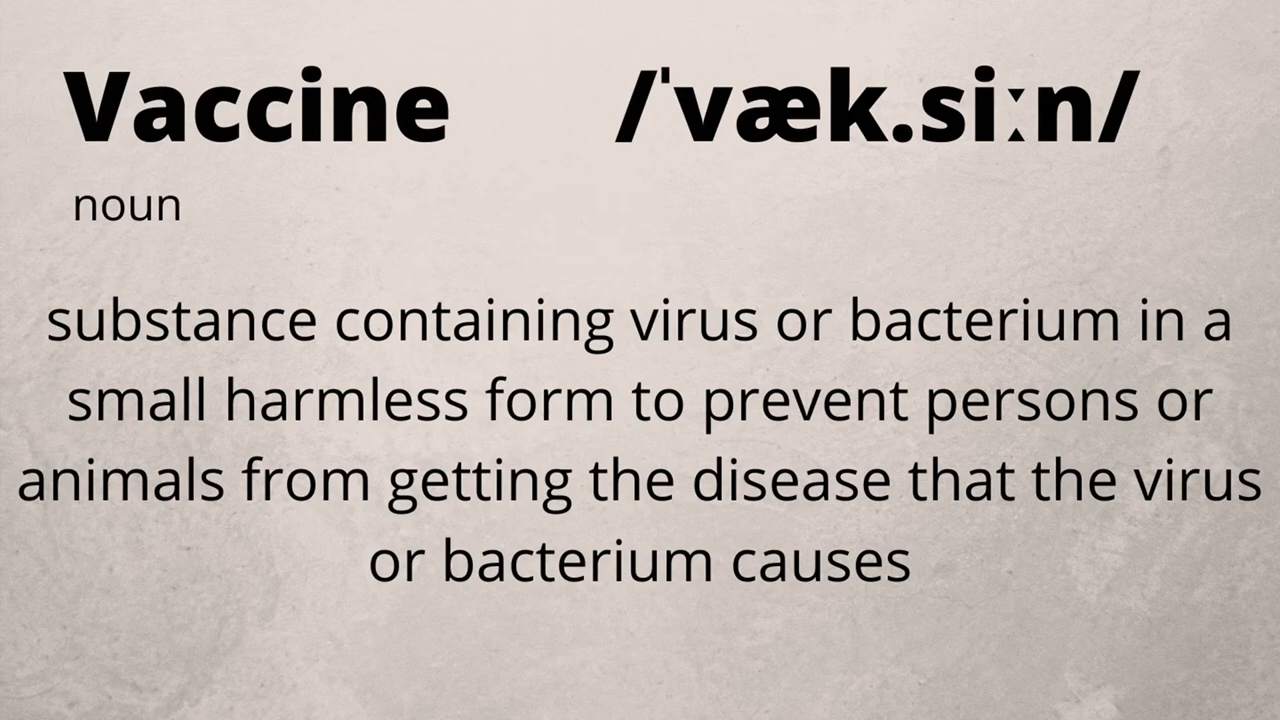 Vaccine /ˈvæk.siːn/
noun
substance containing virus or bacterium in a
small harmless form to prevent persons or
animals from getting the disease that the virus
or bacterium causes